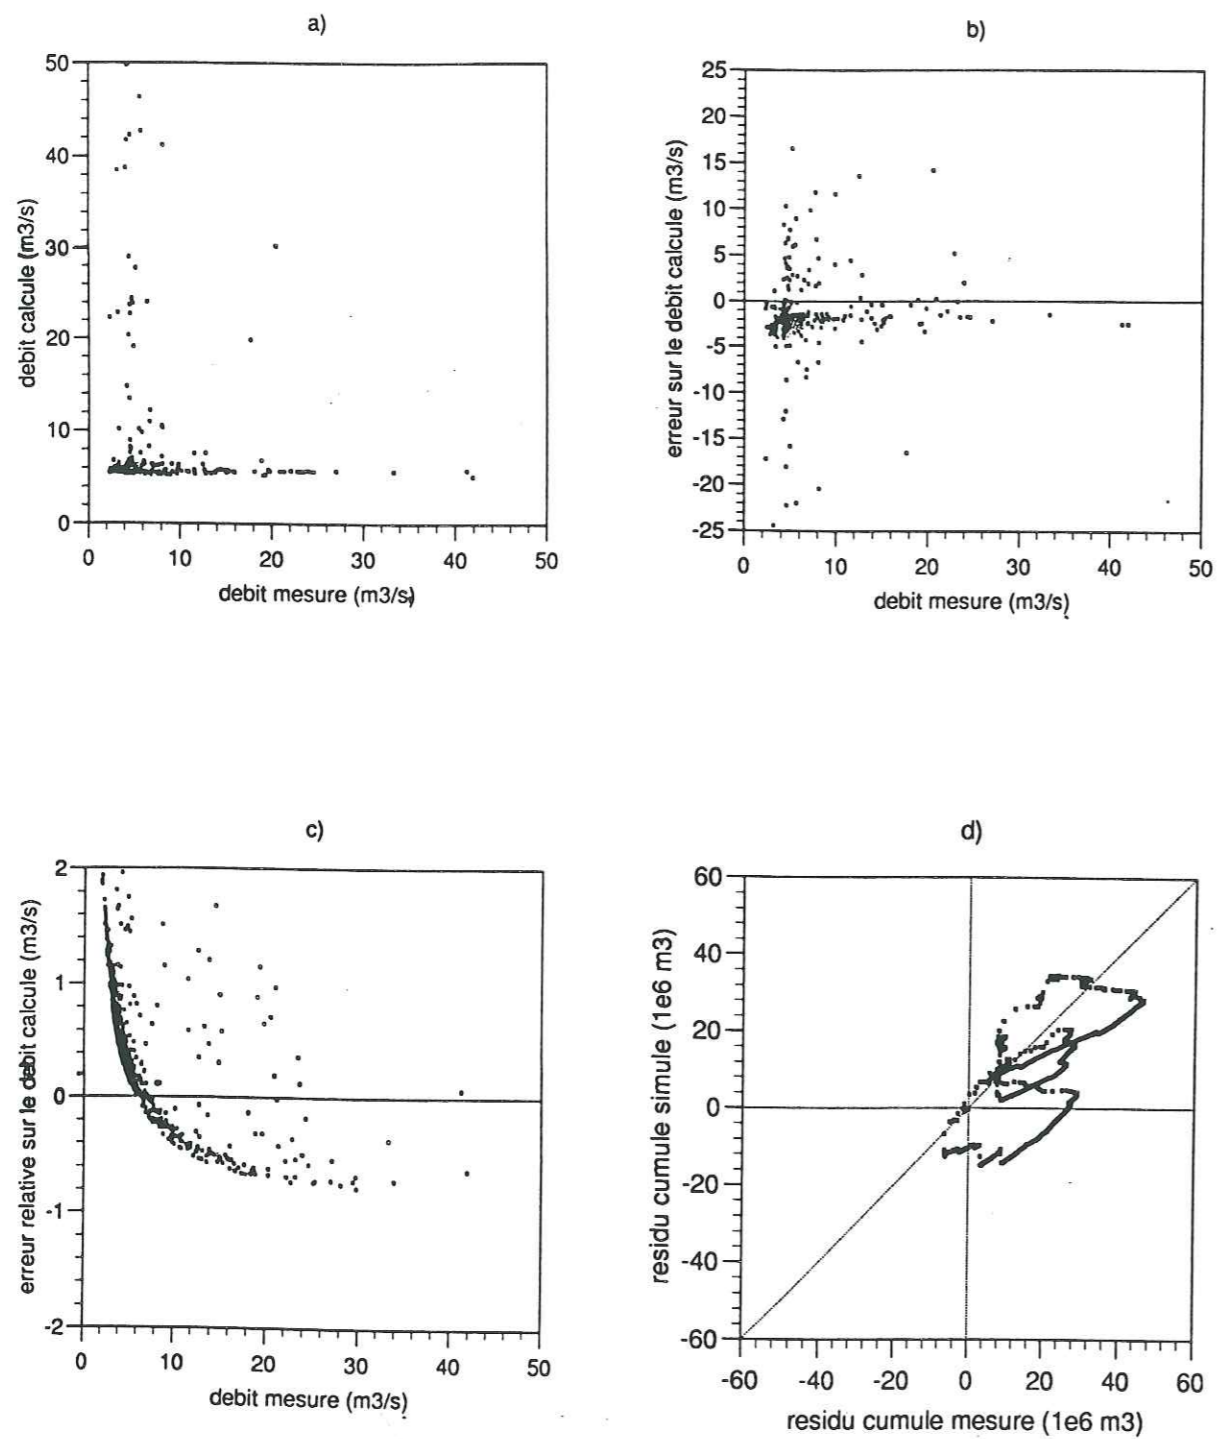 a)
50
40
30
20
10
0
debit calcule (m3/s)
0 10 20 30 40 50
debit mesure (m3/s)
b)
25
20
15
10
5
0
-5
-10
-15
-20
-25
erreur sur le debit calcule (m3/s)
0 10 20 30 40 50
debit mesure (m3/s)
c)
2
1
0
-1
-2
erreur relative sur le debit calcule (m3/s)
0 10 20 30 40 50
debit mesure (m3/s)
d)
60
40
20
0
-20
-40
-60
residu cumule simule (1e6 m3)
-60 -40 -20 0 20 40 60
residu cumule mesure (1e6 m3)